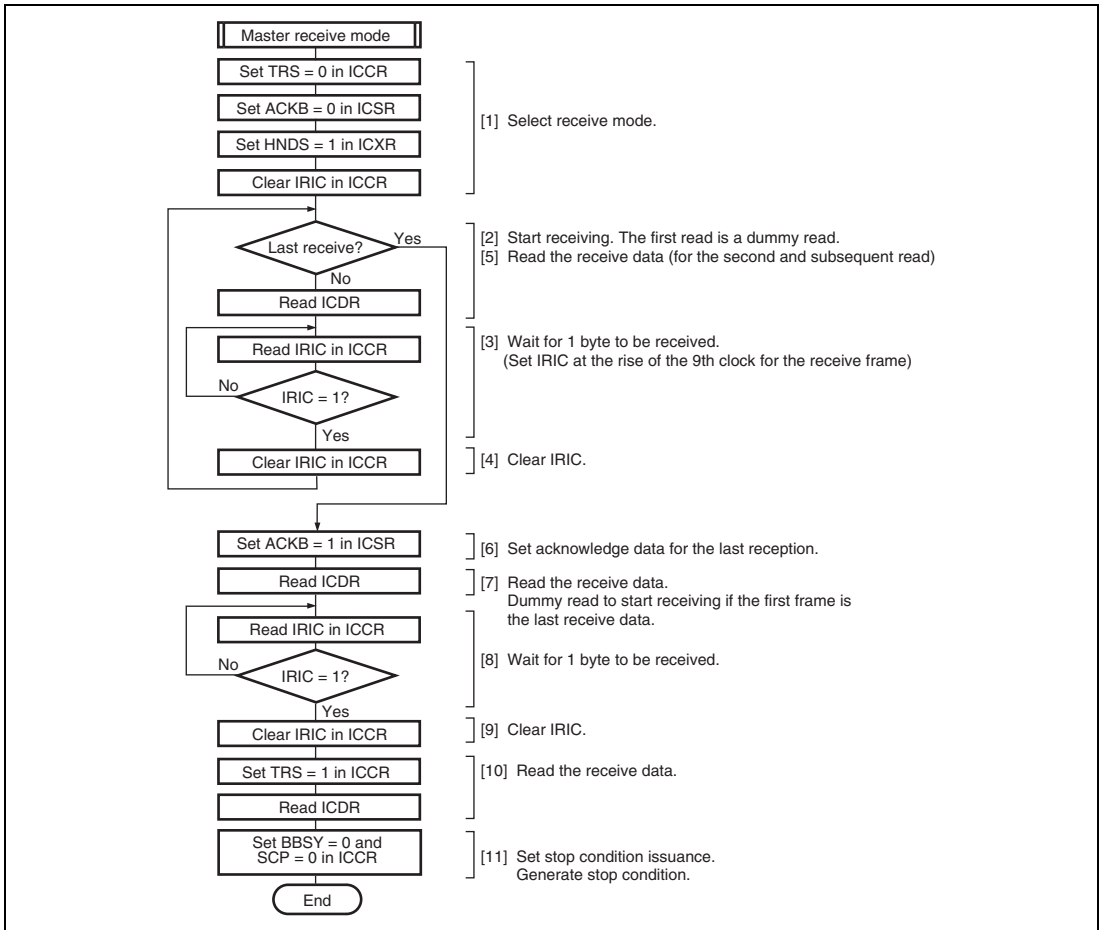 Master receive mode
Set TRS = 0 in ICCR
Set ACKB = 0 in ICSR
[1] Select receive mode.
Set HNDS = 1 in ICXR
Clear IRIC in ICCR
Last receive?
Yes
[2] Start receiving. The first read is a dummy read.
[5] Read the receive data (for the second and subsequent read)
No
Read ICDR
Read IRIC in ICCR
[3] Wait for 1 byte to be received.
(Set IRIC at the rise of the 9th clock for the receive frame)
No
IRIC = 1?
Yes
Clear IRIC in ICCR
[4] Clear IRIC.
Set ACKB = 1 in ICSR
[6] Set acknowledge data for the last reception.
Read ICDR
[7] Read the receive data.
Dummy read to start receiving if the first frame is
the last receive data.
Read IRIC in ICCR
No
IRIC = 1?
[8] Wait for 1 byte to be received.
Yes
Clear IRIC in ICCR
[9] Clear IRIC.
Set TRS = 1 in ICCR
[10] Read the receive data.
Read ICDR
Set BBSY = 0 and
SCP = 0 in ICCR
[11] Set stop condition issuance.
Generate stop condition.
End